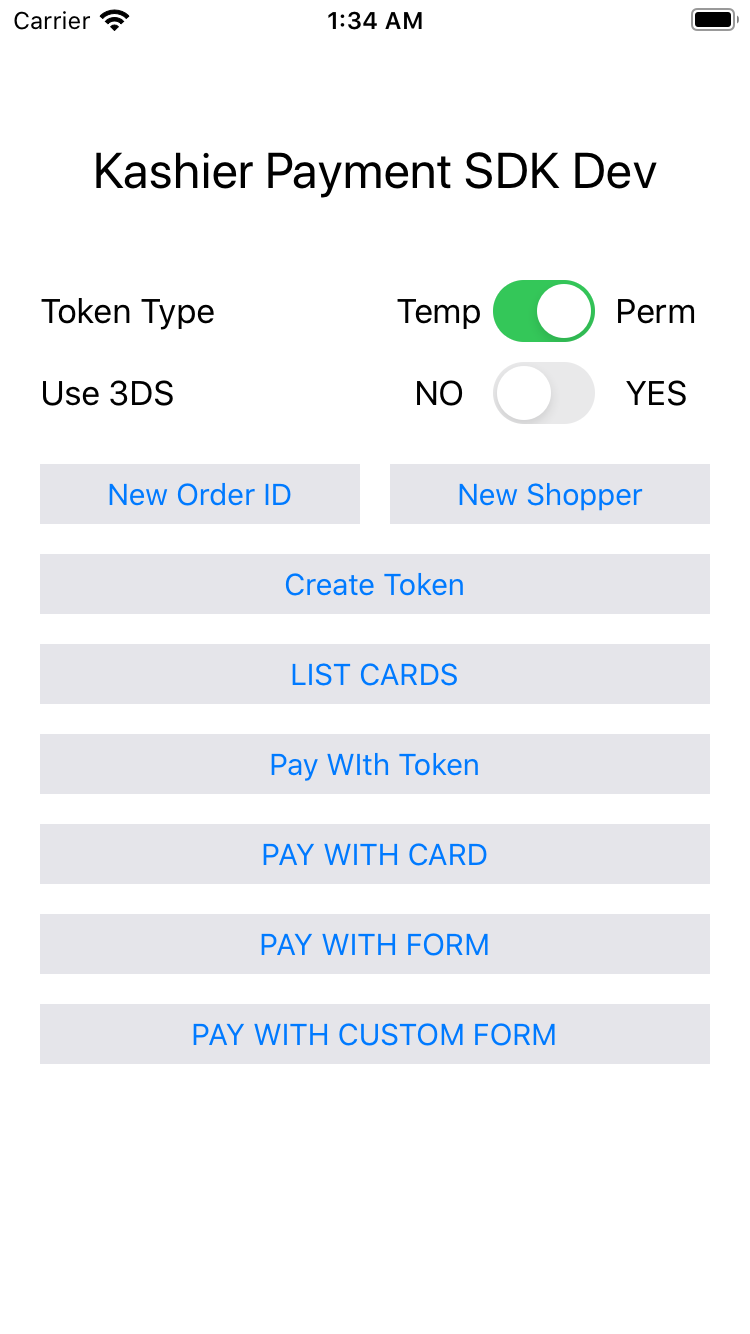 Carrier 1:34 AM
Kashier Payment SDK Dev
Token Type Temp Perm
Use 3DS NO YES
New Order ID New Shopper
Create Token
LIST CARDS
Pay WIth Token
PAY WITH CARD
PAY WITH FORM
PAY WITH CUSTOM FORM